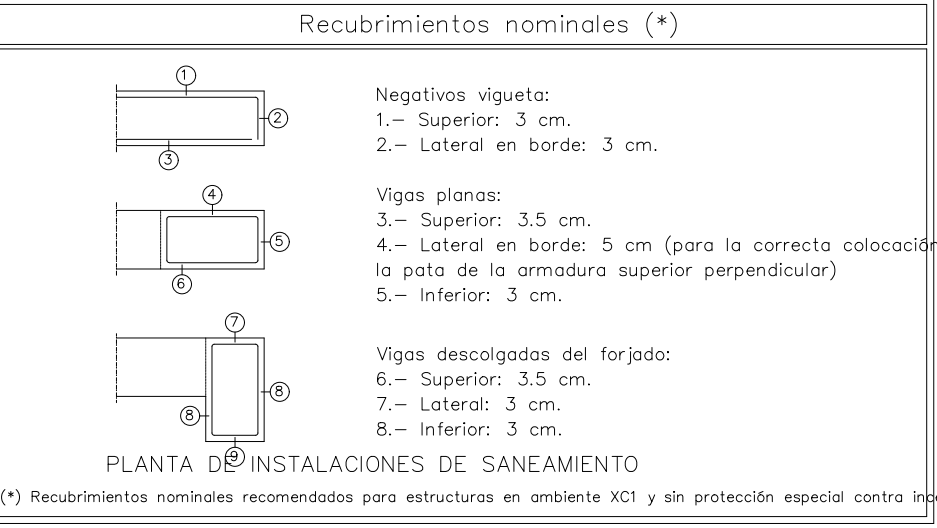 Recubrimientos nominales (*)
1
2
3
Negativos vigueta:
1.– Superior: 3 cm.
2.– Lateral en borde: 3 cm.
4
5
6
Vigas planas:
3.– Superior: 3.5 cm.
4.– Lateral en borde: 5 cm (para la correcta colocación
la pata de la armadura superior perpendicular)
5.– Inferior: 3 cm.
7
8
8
9
Vigas descolgadas del forjado:
6.– Superior: 3.5 cm.
7.– Lateral: 3 cm.
8.– Inferior: 3 cm.
PLANTA DE INSTALACIONES DE SANEAMIENTO
(*) Recubrimientos nominales recomendados para estructuras en ambiente XC1 y sin protección especial contra